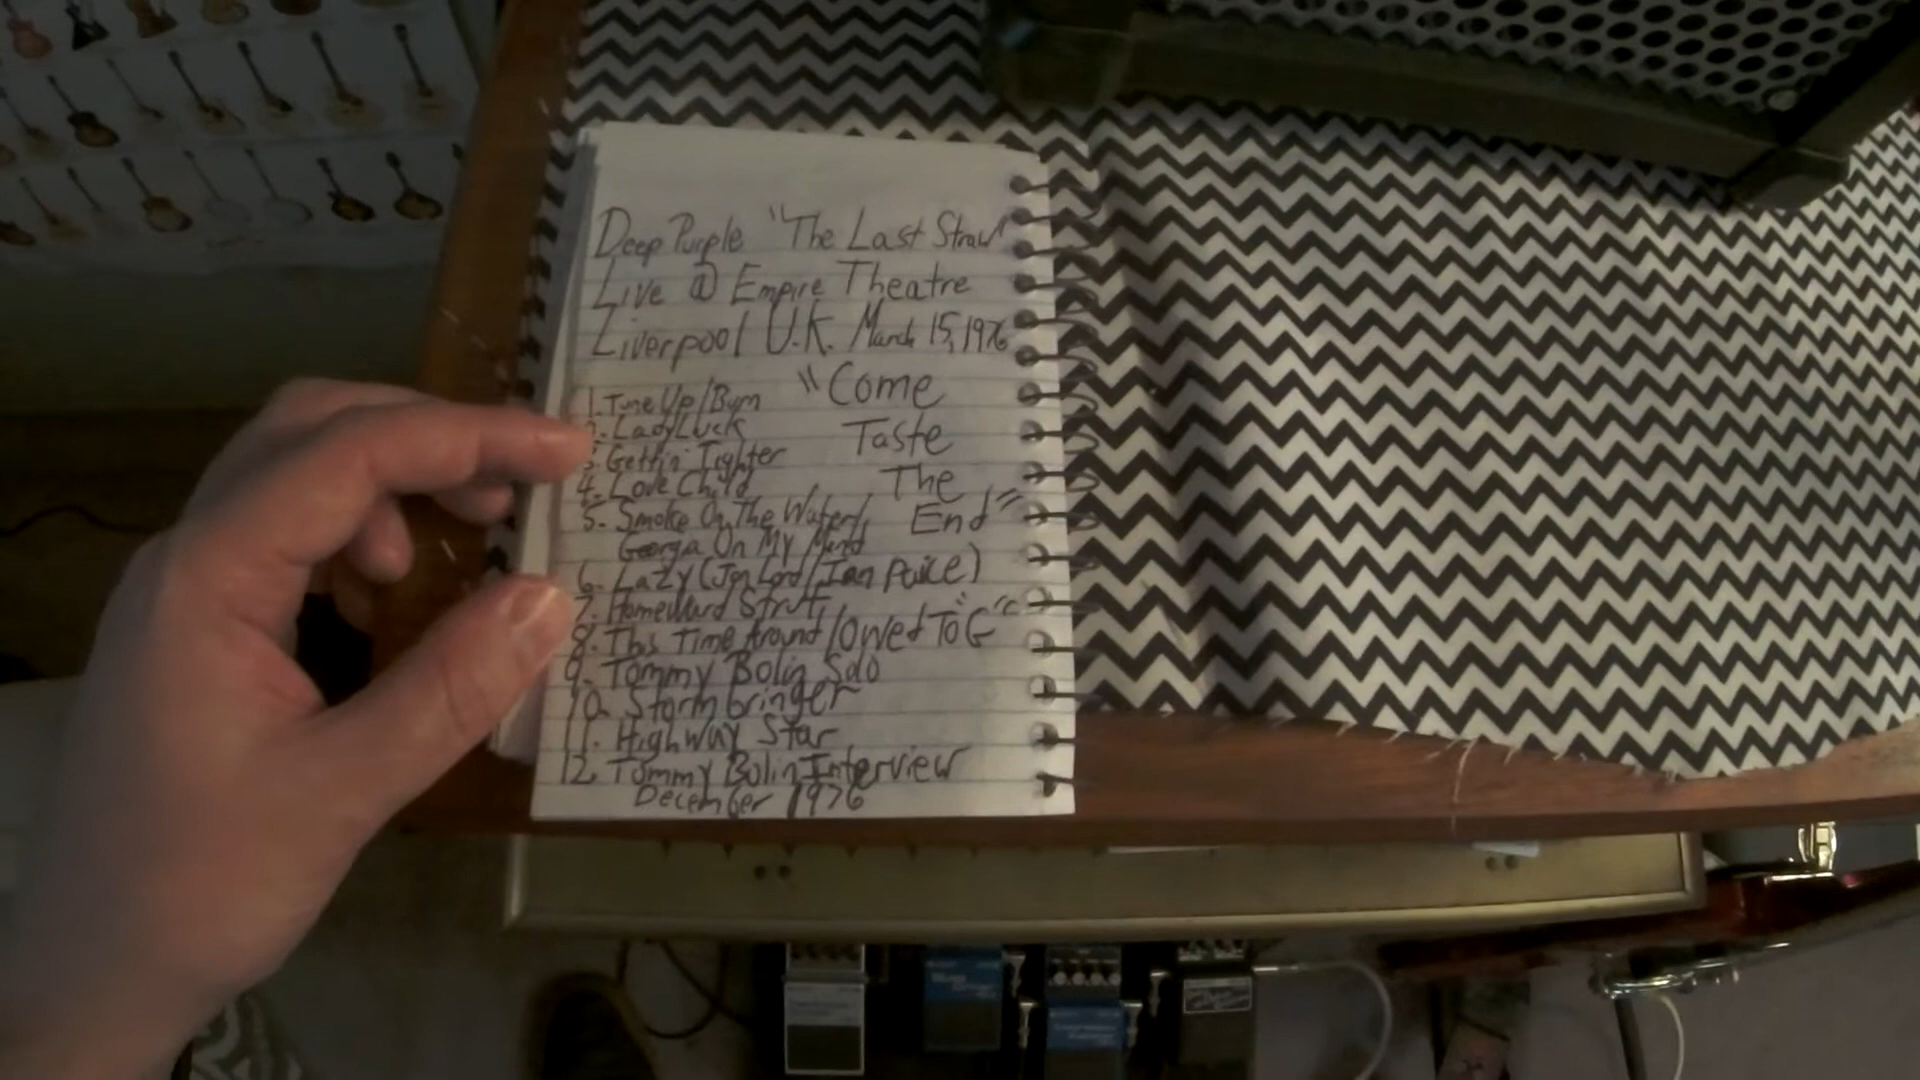 Deep Purple "The Last Straw"
Live @ Empire Theatre
Liverpool U.K. March 15, 1976
"Come
Taste
The
End"
1. Tune Up/Burn
2. Lady Luck
3. Gettin' Tighter
4. Love Child
5. Smoke On The Water/
Georgia On My Mind
6. Lazy (Jon Lord/Ian Paice)
7. Homeward Strut
8. This Time Around/Owed To "G"
9. Tommy Bolin Solo
10. Stormbringer
11. Highway Star
12. Tommy Bolin Interview
December 1976